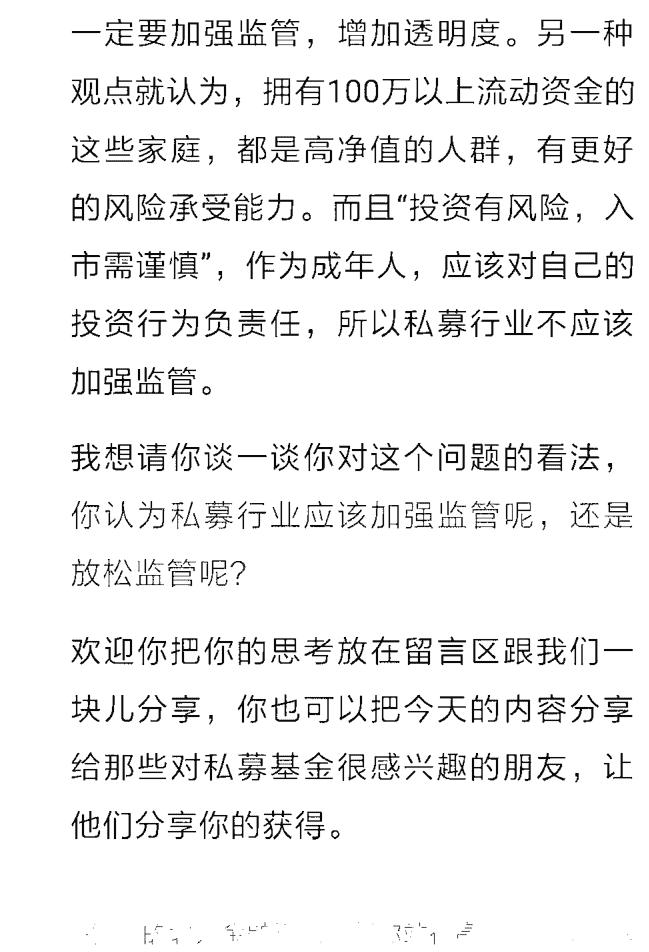 一定要加强监管，增加透明度。另一种
观点就认为，拥有100万以上流动资金的
这些家庭，都是高净值的人群，有更好
的风险承受能力。而且“投资有风险，入
市需谨慎”，作为成年人，应该对自己的
投资行为负责任，所以私募行业不应该
加强监管。
我想请你谈一谈你对这个问题的看法，
你认为私募行业应该加强监管呢，还是
放松监管呢？
欢迎你把你的思考放在留言区跟我们一
块儿分享，你也可以把今天的内容分享
给那些对私募基金很感兴趣的朋友，让
他们分享你的获得。